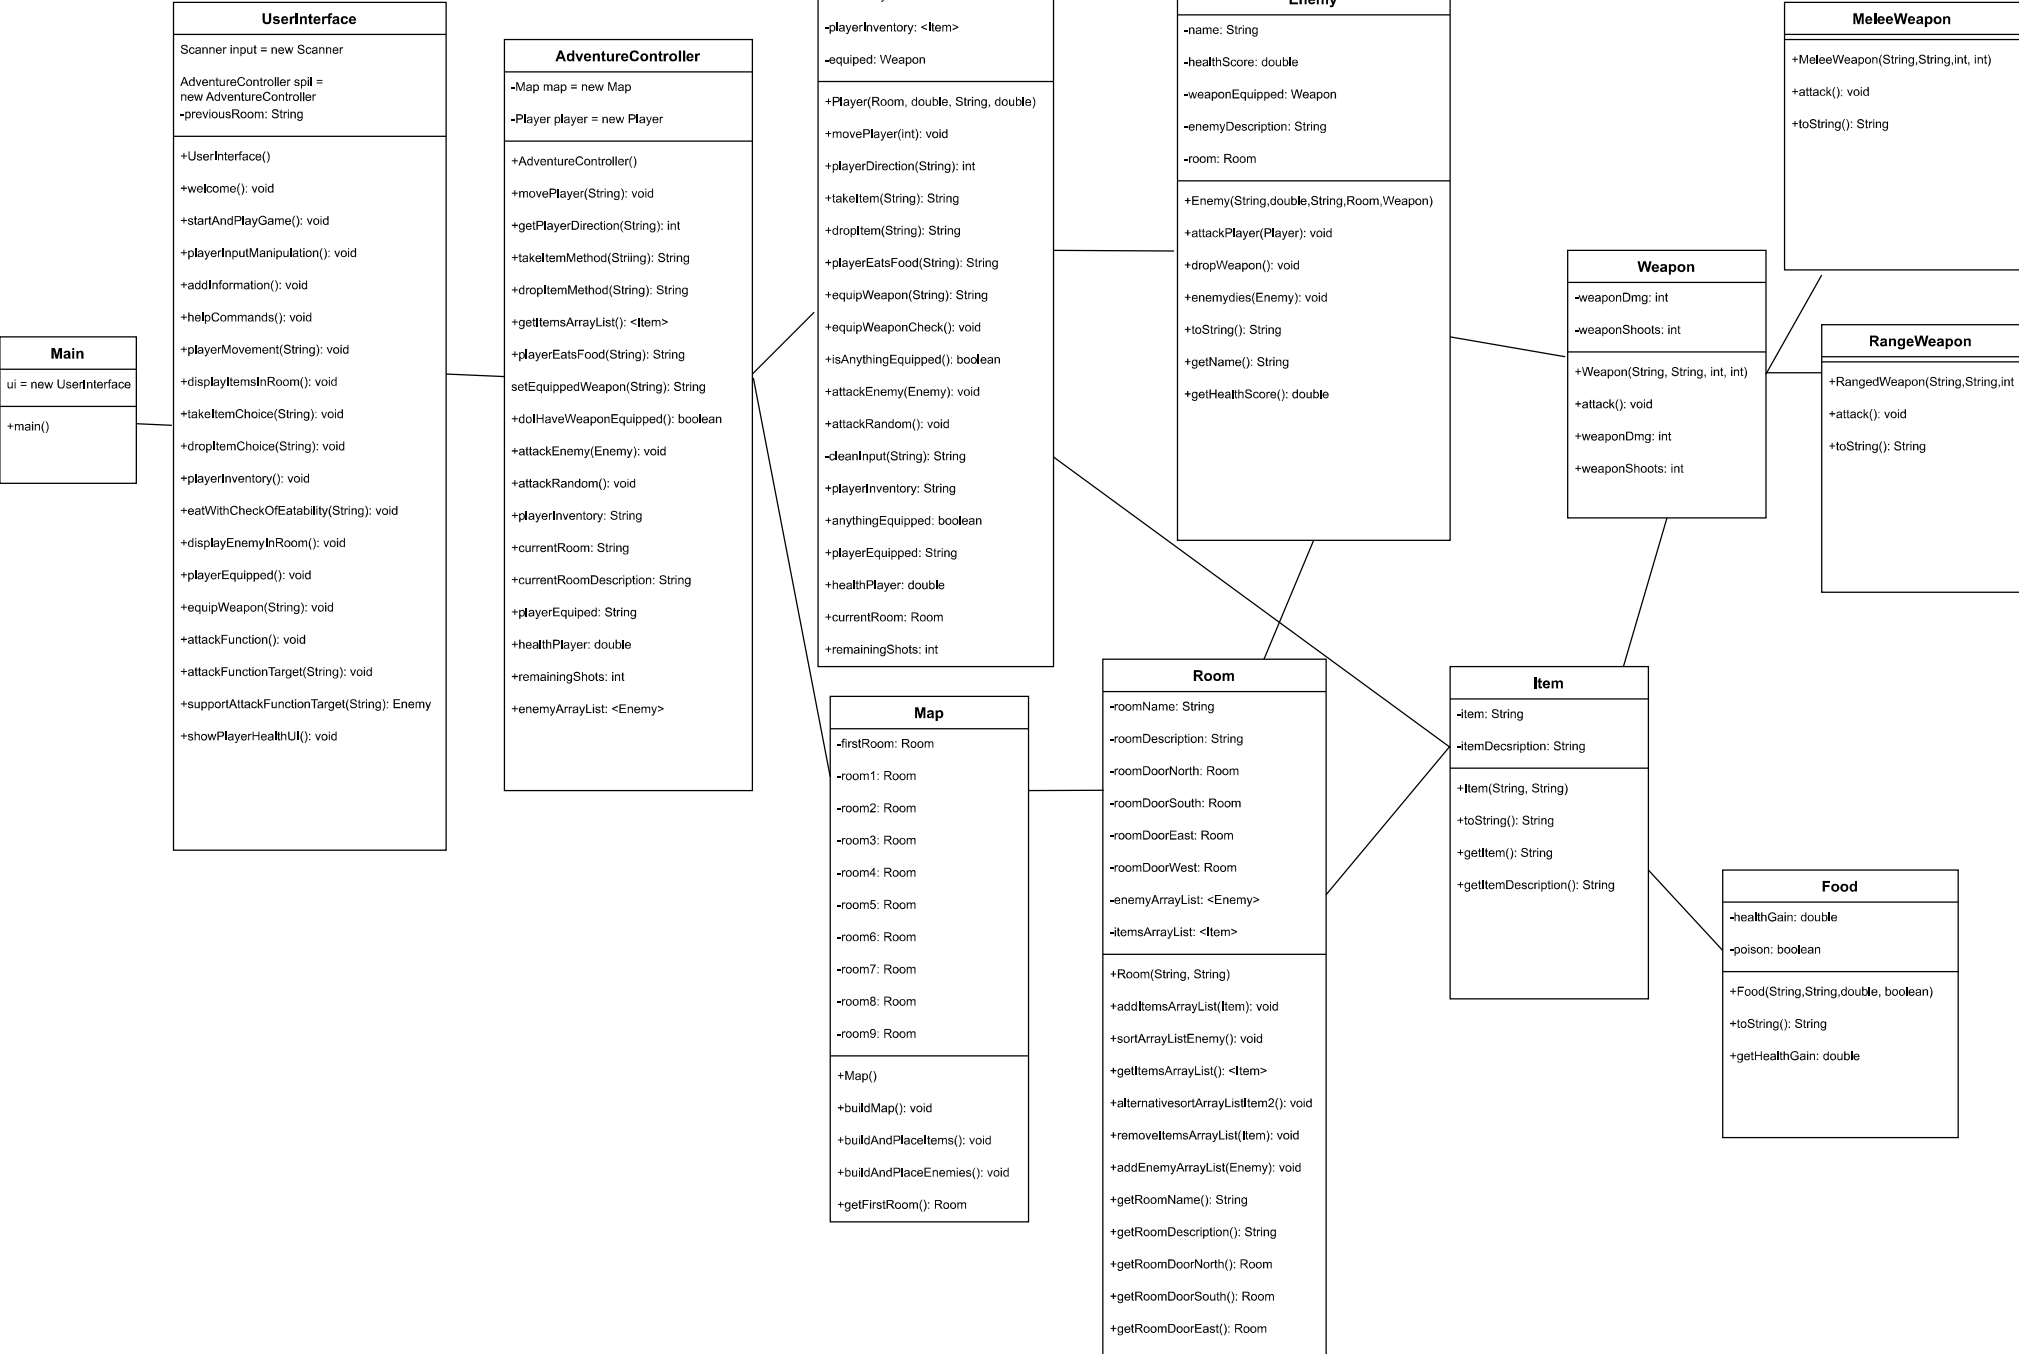 Main
ui = new UserInterface
+main()
UserInterface
Scanner input = new Scanner
AdventureController spil =
new AdventureController
-previousRoom: String
+UserInterface()
+welcome(): void
+startAndPlayGame(): void
+playerInputManipulation(): void
+addInformation(): void
+helpCommands(): void
+playerMovement(String): void
+displayItemsInRoom(): void
+takeItemChoice(String): void
+dropItemChoice(String): void
+playerInventory(): void
+eatWithCheckOfEatability(String): void
+displayEnemyInRoom(): void
+playerEquipped(): void
+equipWeapon(String): void
+attackFunction(): void
+attackFunctionTarget(String): void
+supportAttackFunctionTarget(String): Enemy
+showPlayerHealthUI(): void
AdventureController
-Map map = new Map
-Player player = new Player
+AdventureController()
+movePlayer(String): void
+getPlayerDirection(String): int
+takeItemMethod(Striing): String
+dropItemMethod(String): String
+getItemsArrayList(): <Item>
+playerEatsFood(String): String
setEquippedWeapon(String): String
+doIHaveWeaponEquipped(): boolean
+attackEnemy(Enemy): void
+attackRandom(): void
+playerInventory: String
+currentRoom: String
+currentRoomDescription: String
+playerEquiped: String
+healthPlayer: double
+remainingShots: int
+enemyArrayList: <Enemy>
-playerInventory: <Item>
-equiped: Weapon
+Player(Room, double, String, double)
+movePlayer(int): void
+playerDirection(String): int
+takeItem(String): String
+dropItem(String): String
+playerEatsFood(String): String
+equipWeapon(String): String
+equipWeaponCheck(): void
+isAnythingEquipped(): boolean
+attackEnemy(Enemy): void
+attackRandom(): void
-cleanInput(String): String
+playerInventory: String
+anythingEquipped: boolean
+playerEquipped: String
+healthPlayer: double
+currentRoom: Room
+remainingShots: int
Map
-firstRoom: Room
-room1: Room
-room2: Room
-room3: Room
-room4: Room
-room5: Room
-room6: Room
-room7: Room
-room8: Room
-room9: Room
+Map()
+buildMap(): void
+buildAndPlaceItems(): void
+buildAndPlaceEnemies(): void
+getFirstRoom(): Room
Enemy
-name: String
-healthScore: double
-weaponEquipped: Weapon
-enemyDescription: String
-room: Room
+Enemy(String,double,String,Room,Weapon)
+attackPlayer(Player): void
+dropWeapon(): void
+enemydies(Enemy): void
+toString(): String
+getName(): String
+getHealthScore(): double
Room
-roomName: String
-roomDescription: String
-roomDoorNorth: Room
-roomDoorSouth: Room
-roomDoorEast: Room
-roomDoorWest: Room
-enemyArrayList: <Enemy>
-itemsArrayList: <Item>
+Room(String, String)
+addItemsArrayList(Item): void
+sortArrayListEnemy(): void
+getItemsArrayList(): <Item>
+alternativesortArrayListItem2(): void
+removeItemsArrayList(Item): void
+addEnemyArrayList(Enemy): void
+getRoomName(): String
+getRoomDescription(): String
+getRoomDoorNorth(): Room
+getRoomDoorSouth(): Room
+getRoomDoorEast(): Room
Weapon
-weaponDmg: int
-weaponShoots: int
+Weapon(String, String, int, int)
+attack(): void
+weaponDmg: int
+weaponShoots: int
Item
-item: String
-itemDecsription: String
+Item(String, String)
+toString(): String
+getItem(): String
+getItemDescription(): String
MeleeWeapon
+MeleeWeapon(String,String,int, int)
+attack(): void
+toString(): String
RangeWeapon
+RangedWeapon(String,String,int
+attack(): void
+toString(): String
Food
-healthGain: double
-poison: boolean
+Food(String,String,double, boolean)
+toString(): String
+getHealthGain: double